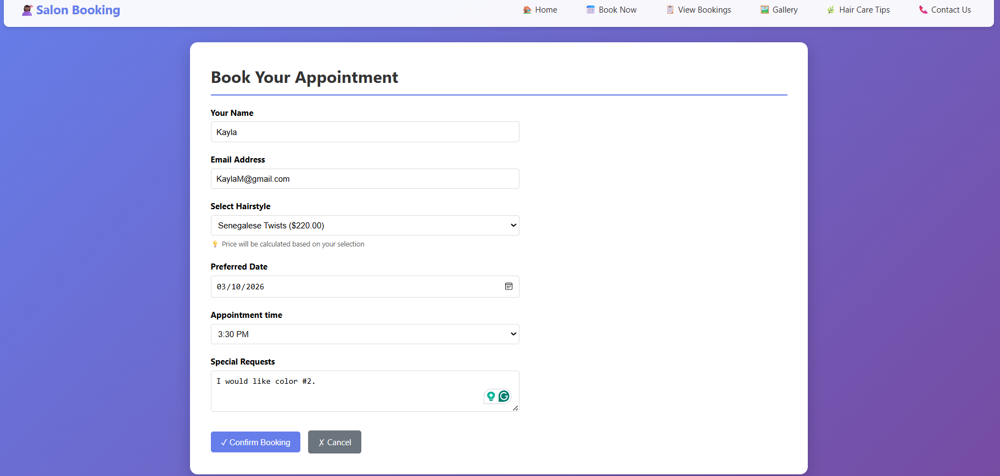 Salon Booking
Home
Book Now
View Bookings
Gallery
Hair Care Tips
Contact Us
Book Your Appointment
Your Name
Kayla
Email Address
KaylaM@gmail.com
Select Hairstyle
Senegalese Twists ($220.00)
Price will be calculated based on your selection
Preferred Date
03/10/2026
Appointment time
3:30 PM
Special Requests
I would like color #2.
✓ Confirm Booking
✗ Cancel